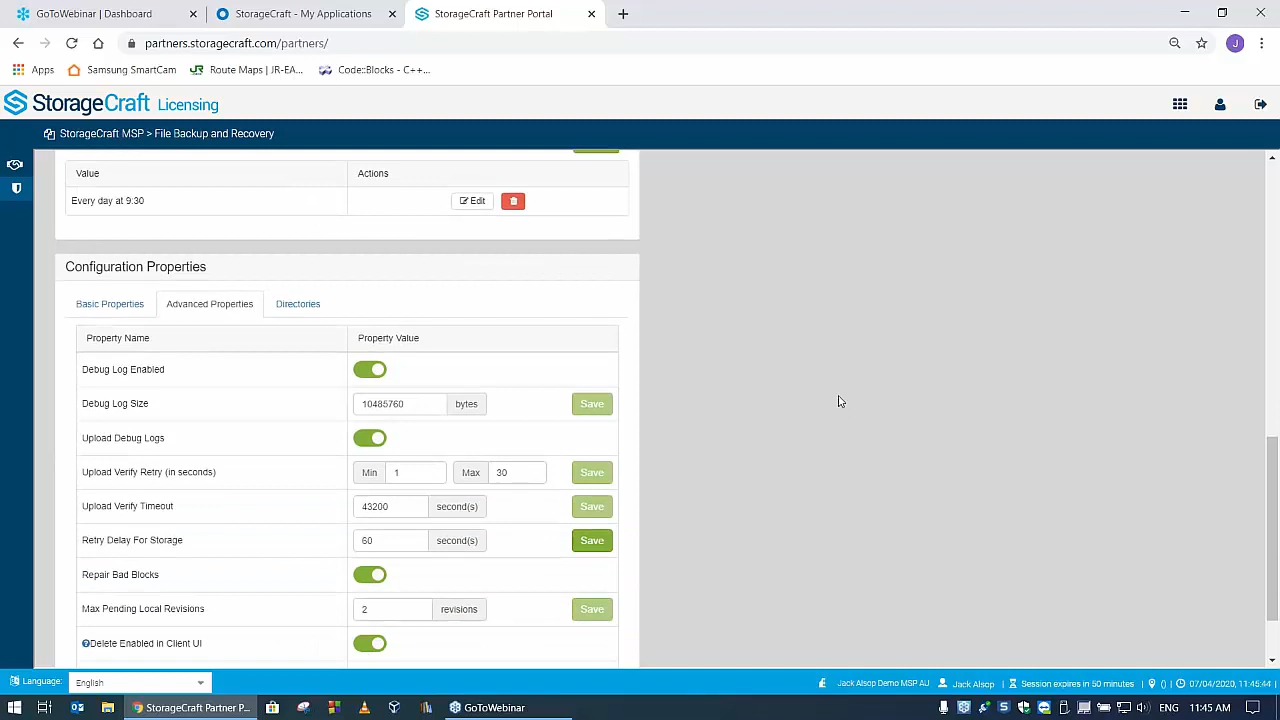 GoToWebinar | Dashboard
StorageCraft - My Applications
StorageCraft Partner Portal
partners.storagecraft.com/partners/
Apps
Samsung SmartCam
Route Maps | JR-EA...
Code::Blocks - C++...
StorageCraft Licensing
StorageCraft MSP > File Backup and Recovery
Value Actions
Every day at 9:30 Edit
Configuration Properties
Basic Properties Advanced Properties Directories
Property Name Property Value
Debug Log Enabled
Debug Log Size 10485760 bytes Save
Upload Debug Logs
Upload Verify Retry (in seconds) Min 1 Max 30 Save
Upload Verify Timeout 43200 second(s) Save
Retry Delay For Storage 60 second(s) Save
Repair Bad Blocks
Max Pending Local Revisions 2 revisions Save
Delete Enabled in Client UI
Language: English Jack Alsop Demo MSP AU Jack Alsop Session expires in 50 minutes () 07/04/2020, 11:45:44
StorageCraft Partner P... GoToWebinar ENG 11:45 AM